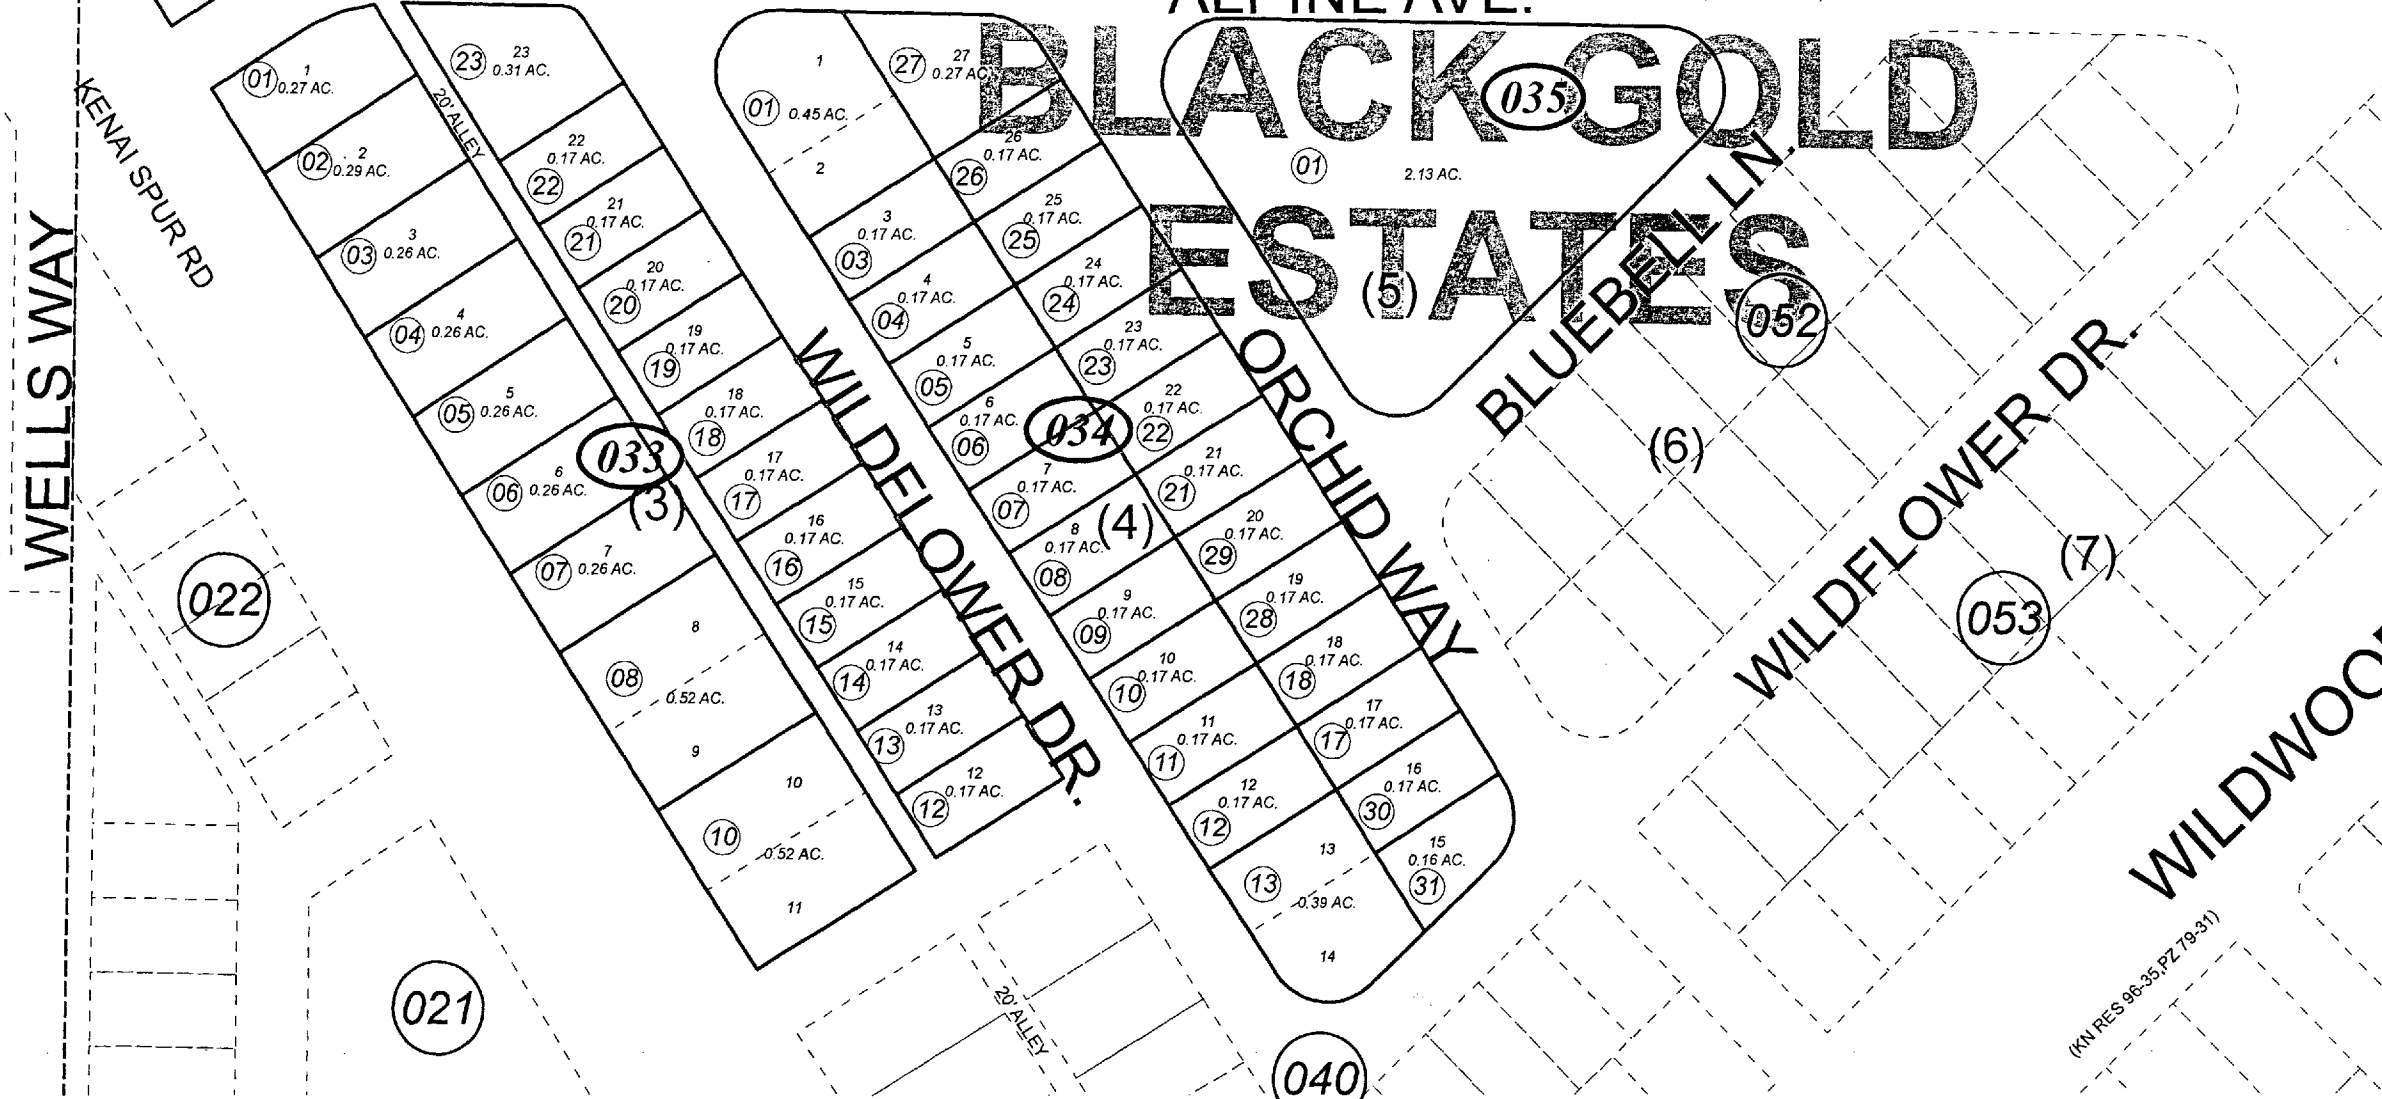 ALPINE AVE.
BLACK GOLD
ESTATES
KENAI SPUR RD
WELLS WAY
20' ALLEY
WILDFLOWER DR.
ORCHID WAY
BLUEBELL LN.
WILDFLOWER DR.
(KN RES 96-35,PZ 79-31)
20' ALLEY
022
021
040
052
053
(6)
(7)
033
(3)
01 1 0.27 AC.
02 2 0.29 AC.
03 3 0.26 AC.
04 4 0.26 AC.
05 5 0.26 AC.
06 6 0.26 AC.
07 7 0.26 AC.
08 8 0.52 AC.
9
10 10 0.52 AC.
11
23 23 0.31 AC.
22 0.17 AC. 22
21 0.17 AC. 21
20 0.17 AC. 20
19 0.17 AC. 19
18 0.17 AC. 18
17 0.17 AC. 17
16 0.17 AC. 16
15 0.17 AC. 15
14 0.17 AC. 14
13 0.17 AC. 13
12 0.17 AC. 12
034
(4)
01 1 0.45 AC.
2
3 0.17 AC. 03
4 0.17 AC. 04
5 0.17 AC. 05
6 0.17 AC. 06
7 0.17 AC. 07
8 0.17 AC. 08
9 0.17 AC. 09
10 0.17 AC. 10
11 0.17 AC. 11
12 0.17 AC. 12
13 13 0.39 AC.
14
27 27 0.27 AC
26 0.17 AC. 26
25 0.17 AC. 25
24 0.17 AC. 24
23 0.17 AC. 23
22 0.17 AC. 22
21 0.17 AC. 21
20 0.17 AC. 29
19 0.17 AC. 28
18 0.17 AC. 18
17 0.17 AC. 17
16 0.17 AC. 30
15 0.16 AC. 31
035
01 2.13 AC.
(5)